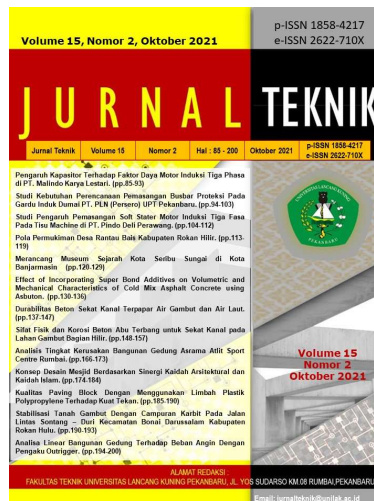 Volume 15, Nomor 2, Oktober 2021
p-ISSN 1858-4217
e-ISSN 2622-710X
JURNAL TEKNIK
Jurnal Teknik Volume 15 Nomor 2 Hal : 85 - 200 Oktober 2021 p-ISSN 1858-4217
e-ISSN 2622-710X
Pengaruh Kapasitor Terhadap Faktor Daya Motor Induksi Tiga Phasa
di PT. Malindo Karya Lestari. (pp.85-93)
Studi Kebutuhan Perencanaan Pemasangan Busbar Proteksi Pada
Gardu Induk Dumai PT. PLN (Persero) UPT Pekanbaru. (pp.94-103)
Studi Pengaruh Pemasangan Soft Stater Motor Induksi Tiga Fasa
Pada Tisu Machine di PT. Pindo Deli Perawang. (pp.104-112)
Pola Permukiman Desa Rantau Bais Kabupaten Rokan Hilir. (pp.113-
119)
Merancang Museum Sejarah Kota Seribu Sungai di Kota
Banjarmasin (pp.120-129)
Effect of Incorporating Super Bond Additives on Volumetric and
Mechanical Characteristics of Cold Mix Asphalt Concrete using
Asbuton. (pp.130-136)
Durabilitas Beton Sekat Kanal Terpapar Air Gambut dan Air Laut.
(pp.137-147)
Sifat Fisik dan Korosi Beton Abu Terbang untuk Sekat Kanal pada
Lahan Gambut Bagian Hilir. (pp.148-157)
Analisis Tingkat Kerusakan Bangunan Gedung Asrama Atlit Sport
Centre Rumbai. (pp.166-173)
Konsep Desain Mesjid Berdasarkan Sinergi Kaidah Arsitektural dan
Kaidah Islam. (pp.174-184)
Kualitas Paving Block Dengan Menggunakan Limbah Plastik
Polypropylene Terhadap Kuat Tekan. (pp.185-190)
Stabilisasi Tanah Gambut Dengan Campuran Karbit Pada Jalan
Lintas Sontang – Duri Kecamatan Bonai Darussalam Kabupaten
Rokan Hulu. (pp.190-193)
Analisa Linear Bangunan Gedung Terhadap Beban Angin Dengan
Pengaku Outrigger. (pp.194-200)
UNIVERSITAS LANCANG KUNING
PEKANBARU
Volume 15
Nomor 2
Oktober 2021
ALAMAT REDAKSI :
FAKULTAS TEKNIK UNIVERSITAS LANCANG KUNING PEKANBARU, JL. YOS SUDARSO KM.08 RUMBAI,PEKANBARU
Email: jurnalteknik@unilak.ac.id